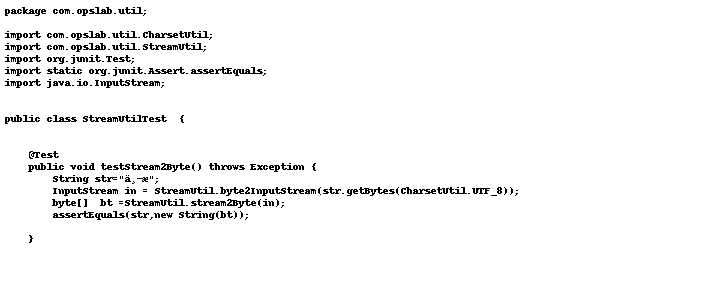 package com.opslab.util;
import com.opslab.util.CharsetUtil;
import com.opslab.util.StreamUtil;
import org.junit.Test;
import static org.junit.Assert.assertEquals;
import java.io.InputStream;
public class StreamUtilTest  {
@Test
public void testStream2Byte() throws Exception {
String str="ä¸­æ";
InputStream in = StreamUtil.byte2InputStream(str.getBytes(CharsetUtil.UTF_8));
byte[]  bt =StreamUtil.stream2Byte(in);
assertEquals(str,new String(bt));
}